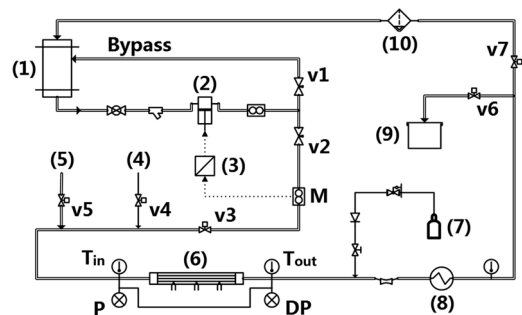 (10)
v7
Bypass
(1)
(2)
v1
v6
v2
(9)
(5)
(4)
(3)
M
v5
v4
v3
(7)
Tin
(6)
Tout
(8)
P
DP